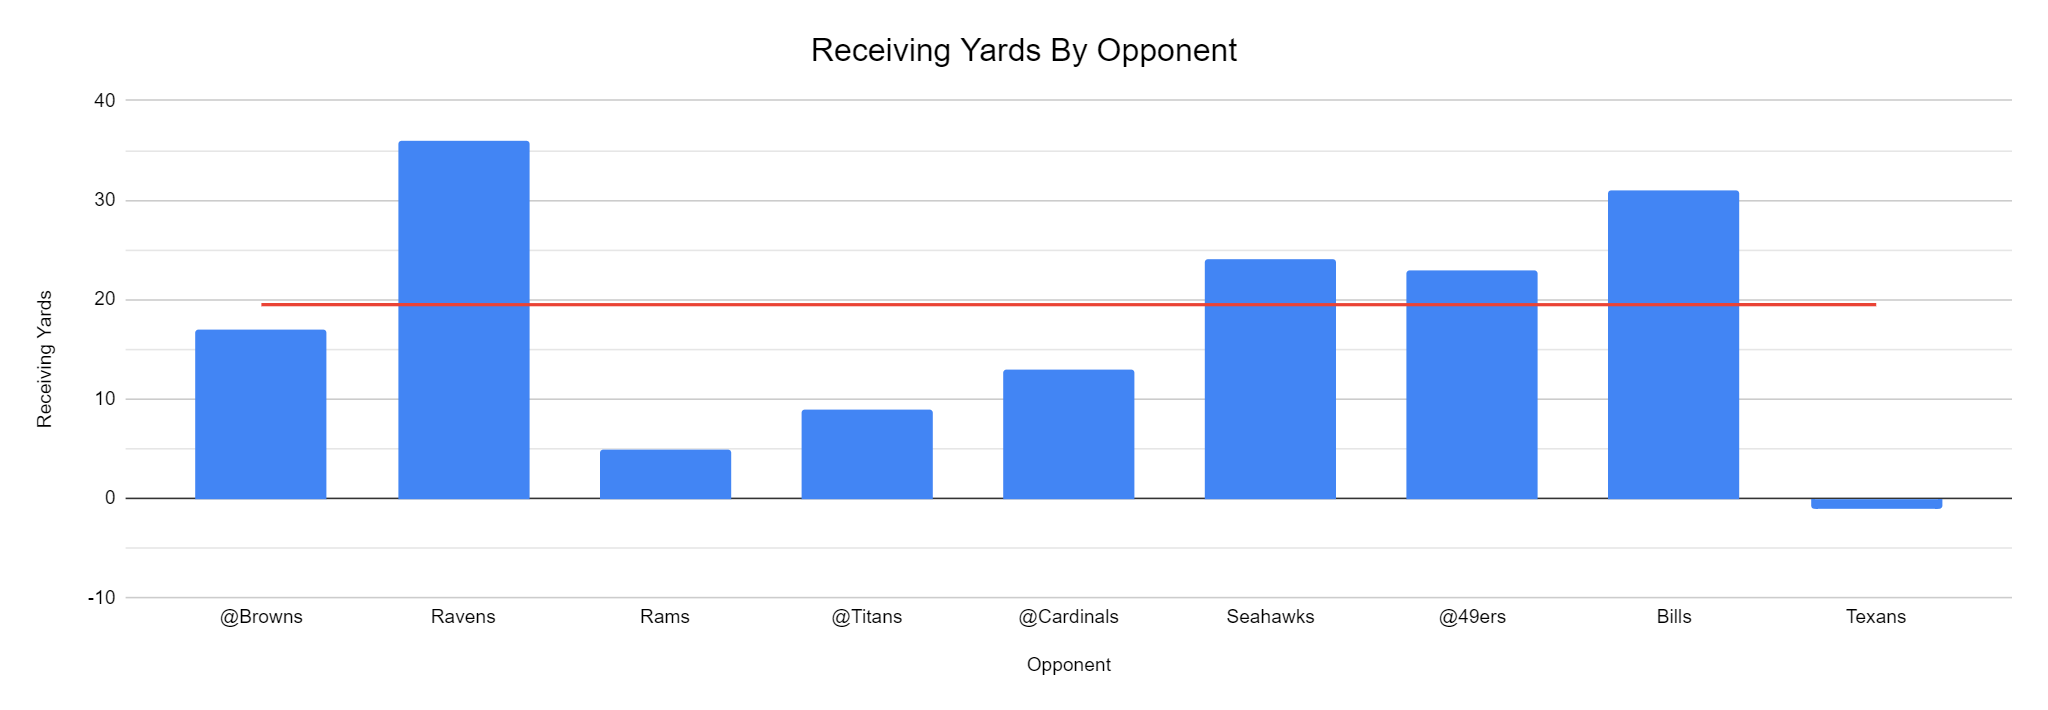 Receiving Yards By Opponent
40
30
20
10
0
-10
Receiving Yards
@Browns
Ravens
Rams
@Titans
@Cardinals
Seahawks
@49ers
Bills
Texans
Opponent